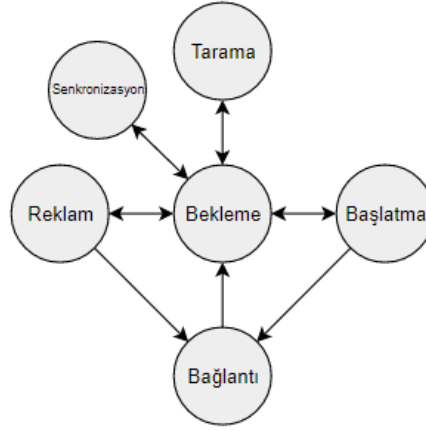 Tarama
Senkronizasyon
Reklam
Bekleme
Başlatma
Bağlantı